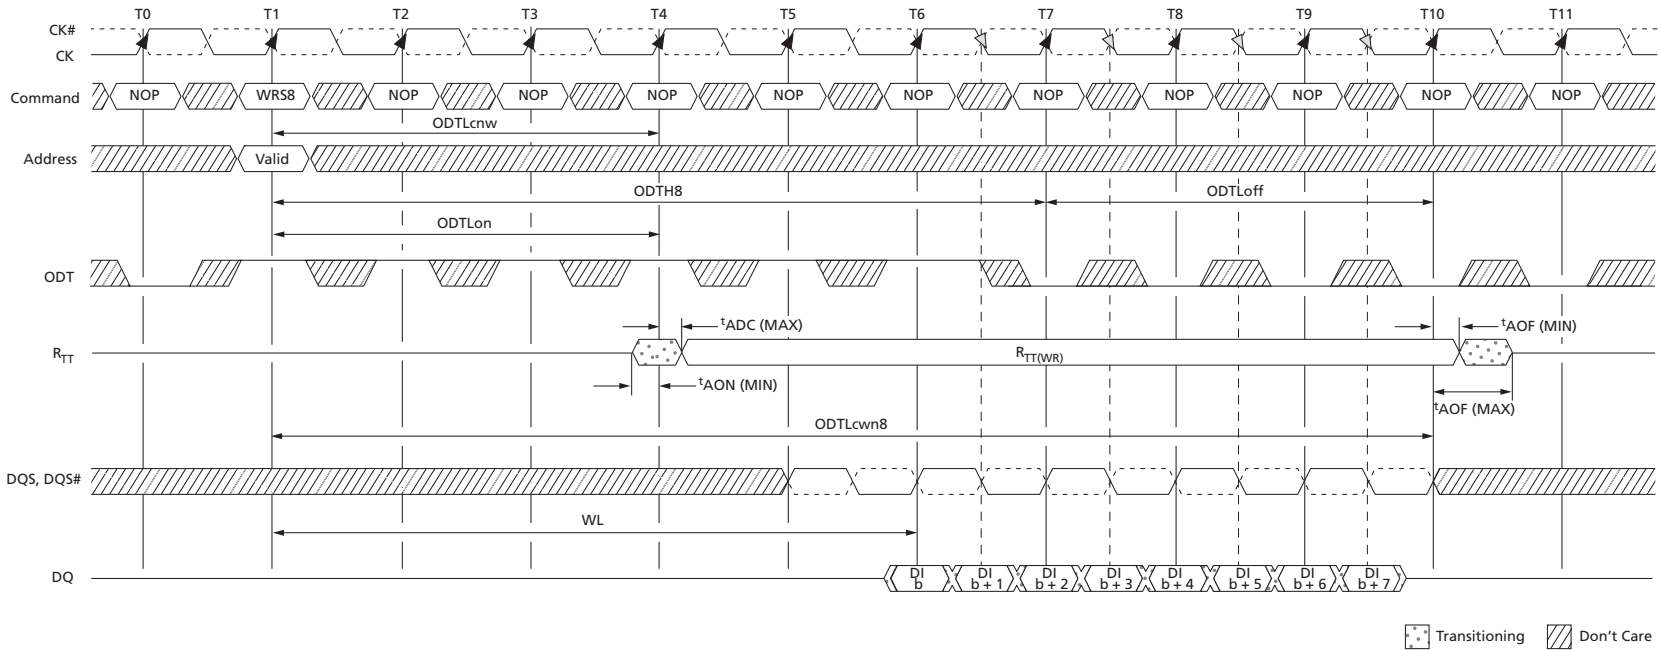 T0 T1 T2 T3 T4 T5 T6 T7 T8 T9 T10 T11
CK#
CK
Command NOP WRS8 NOP NOP NOP NOP NOP NOP NOP NOP NOP NOP
ODTLcnw
Address Valid
ODTH8 ODTLoff
ODTLon
ODT
tADC (MAX) tAOF (MIN)
RTT RTT(WR)
tAON (MIN)
tAOF (MAX)
ODTLcwn8
DQS, DQS#
WL
DQ DI b DI b + 1 DI b + 2 DI b + 3 DI b + 4 DI b + 5 DI b + 6 DI b + 7
Transitioning Don't Care